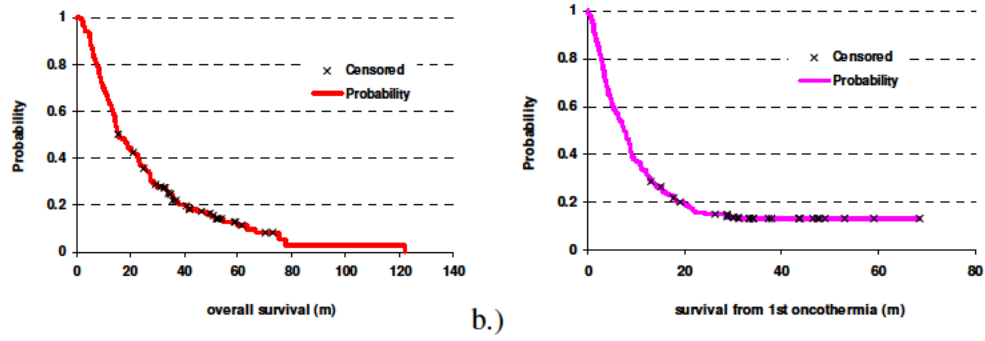 1
0.8
0.6
0.4
0.2
0
Probability
Censored
Probability
0 20 40 60 80 100 120 140
overall survival (m)
b.)
1
0.8
0.6
0.4
0.2
0
Probability
Censored
Probability
0 20 40 60 80
survival from 1st oncothermia (m)